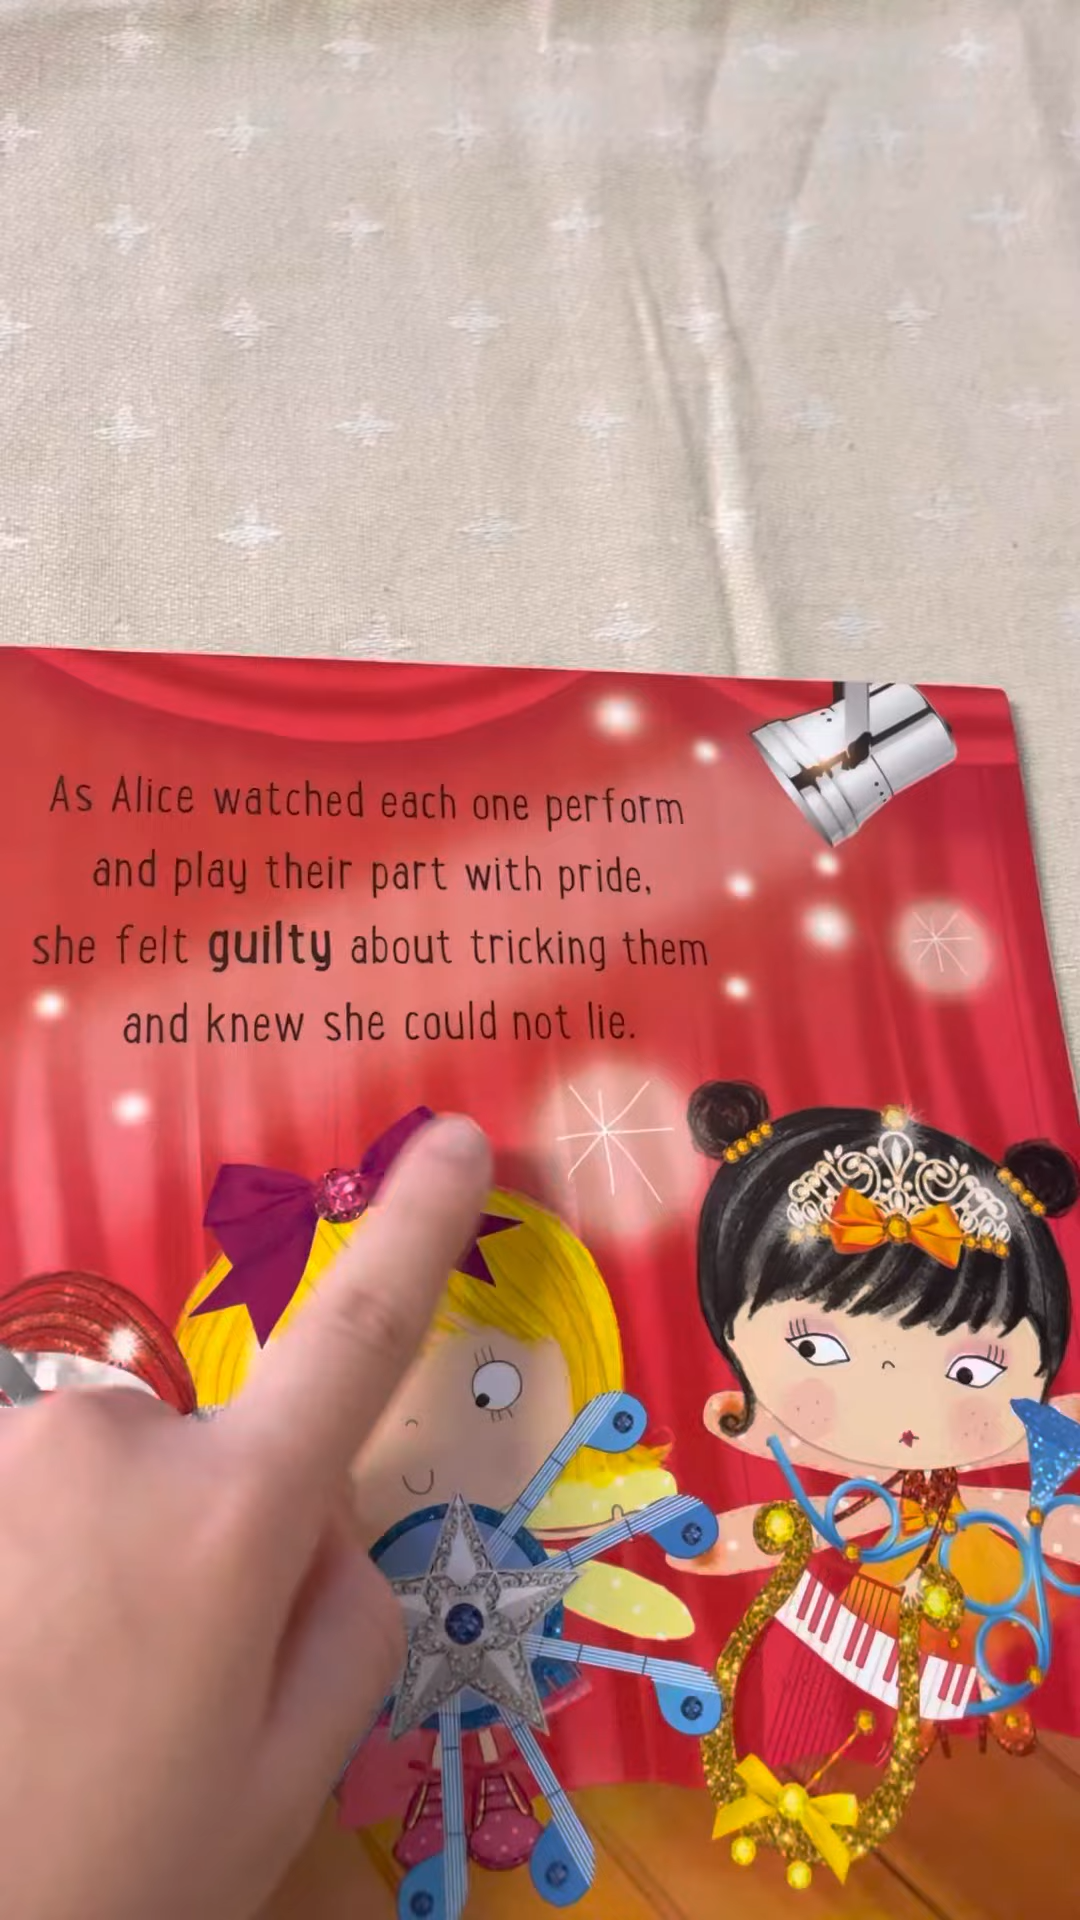 As Alice watched each one perform
and play their part with pride,
she felt guilty about tricking them
and knew she could not lie.